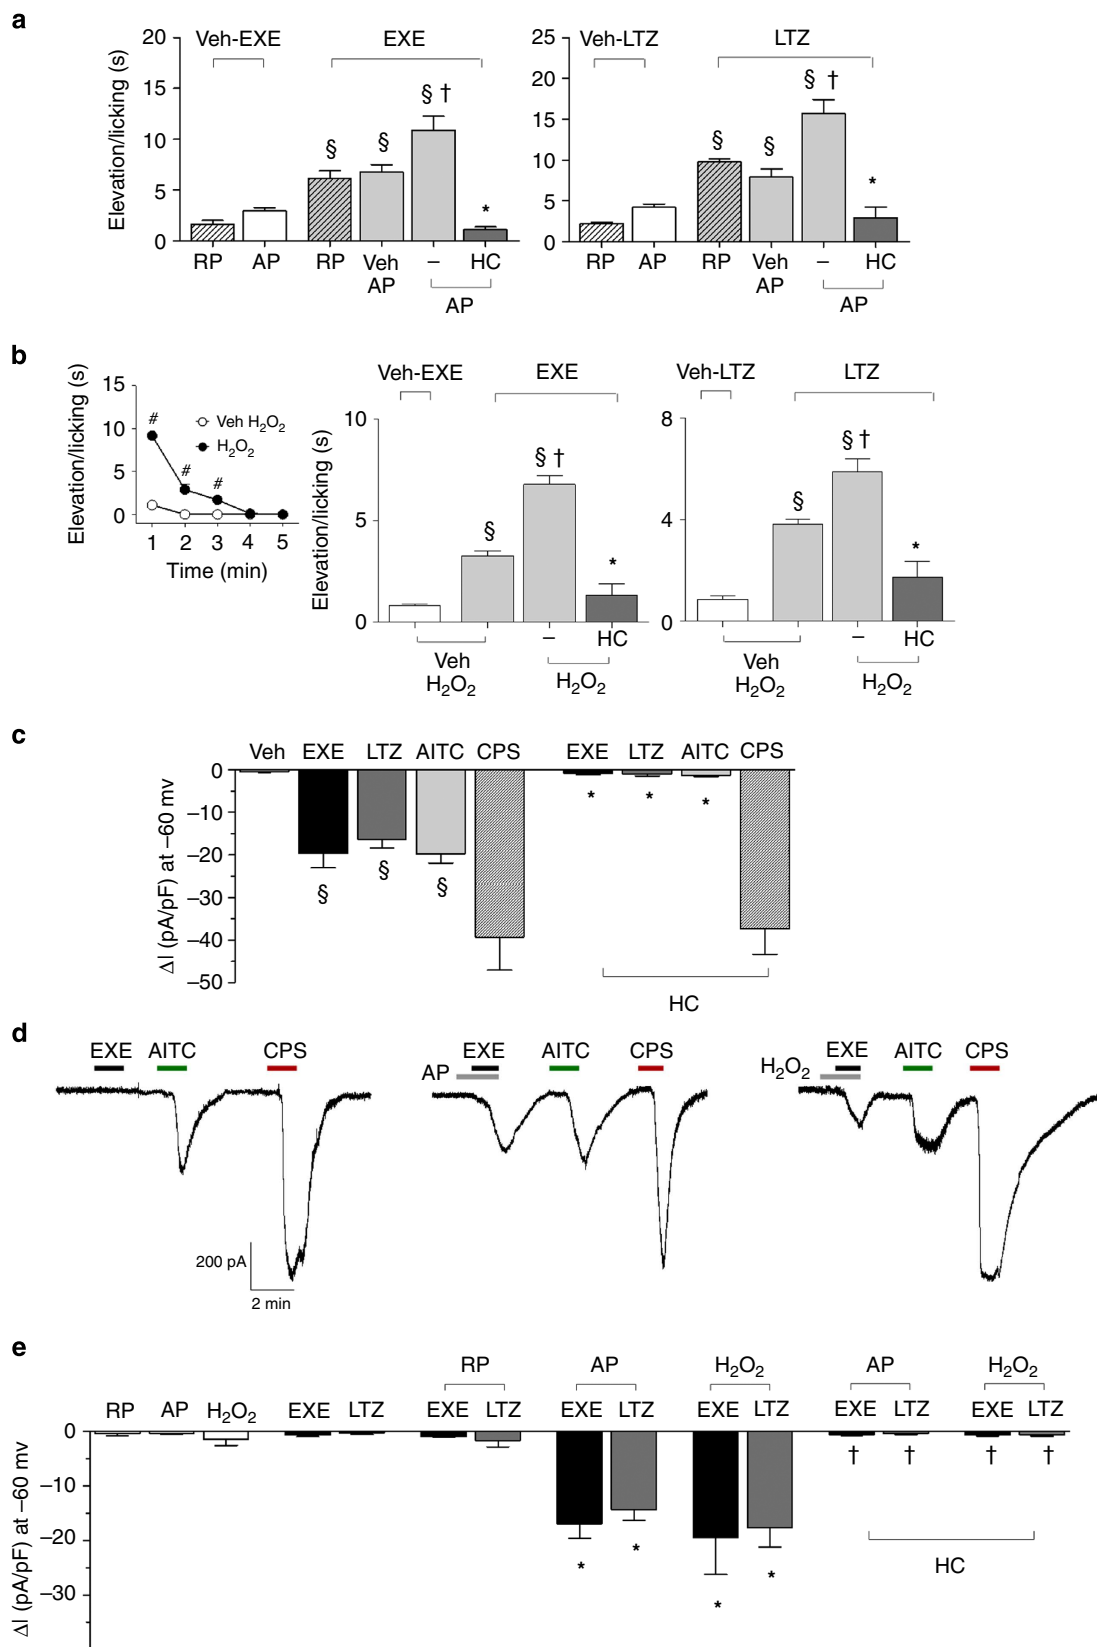 a
Veh-EXE EXE
Elevation/licking (s)
20
15
10
5
0
§ § § † *
RP AP RP Veh AP – HC
AP
Veh-LTZ LTZ
25
20
15
10
5
0
§ § § † *
RP AP RP Veh AP – HC
AP
b
Elevation/licking (s)
15
10
5
0
# # #
Veh H₂O₂
H₂O₂
1 2 3 4 5
Time (min)
Veh-EXE EXE
Elevation/licking (s)
10
5
0
§ § † *
– HC
Veh H₂O₂
H₂O₂
Veh-LTZ LTZ
8
4
0
§ § † *
– HC
Veh H₂O₂
H₂O₂
c
Veh EXE LTZ AITC CPS EXE LTZ AITC CPS
ΔI (pA/pF) at –60 mv
0
–10
–20
–30
–40
–50
§ § § * * *
HC
d
EXE AITC CPS
200 pA
2 min
AP EXE AITC CPS
H₂O₂ EXE AITC CPS
e
RP AP H₂O₂ AP H₂O₂
RP AP H₂O₂ EXE LTZ EXE LTZ EXE LTZ EXE LTZ EXE LTZ EXE LTZ
ΔI (pA/pF) at –60 mv
0
–10
–20
–30
* * * * † † † †
HC